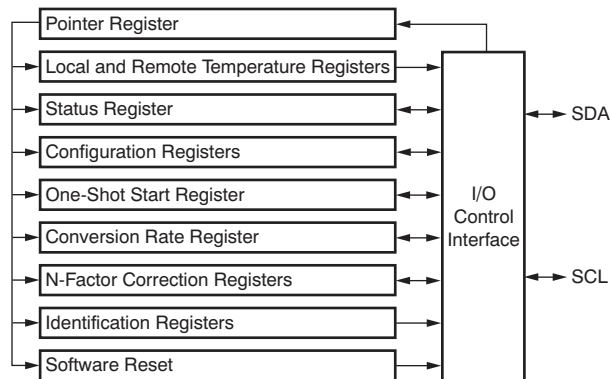 Pointer Register
Local and Remote Temperature Registers
Status Register
SDA
Configuration Registers
One-Shot Start Register
I/O
Control
Interface
Conversion Rate Register
N-Factor Correction Registers
SCL
Identification Registers
Software Reset